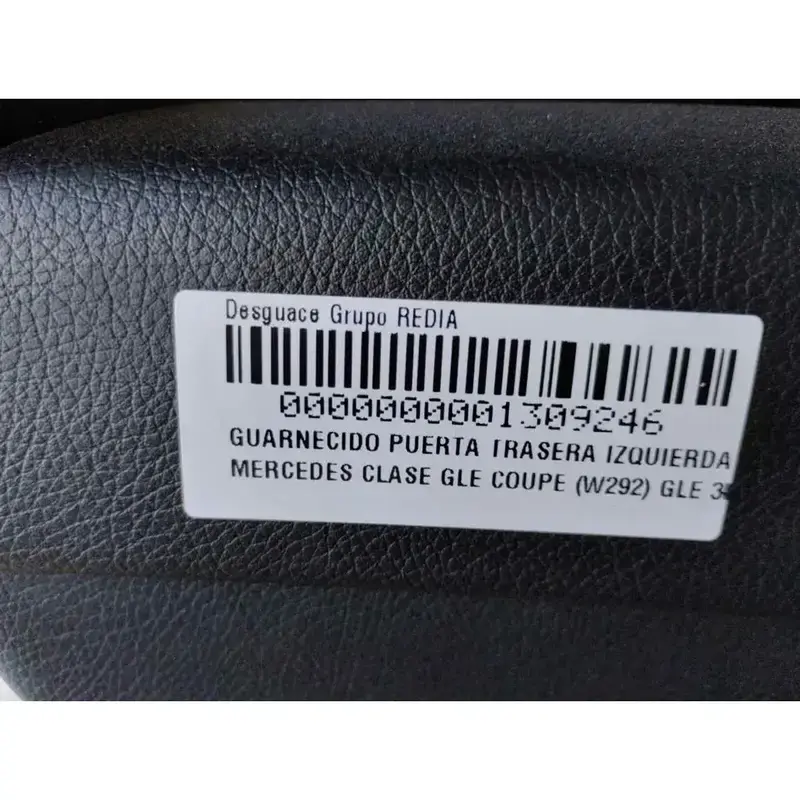 Desguace Grupo REDIA
0000000001309246
GUARNECIDO PUERTA TRASERA IZQUIERDA
MERCEDES CLASE GLE COUPE (W292) GLE